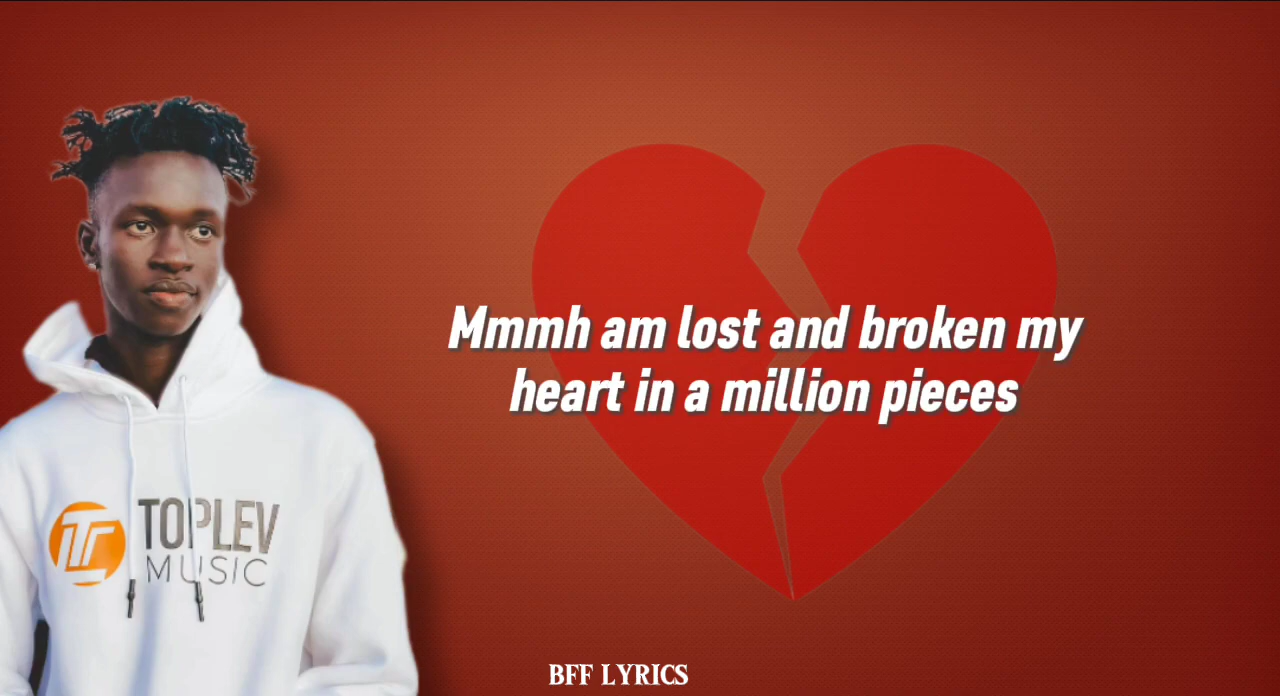 Mmmh am lost and broken my
heart in a million pieces
TOPLEV
MUSIC
BFF LYRICS